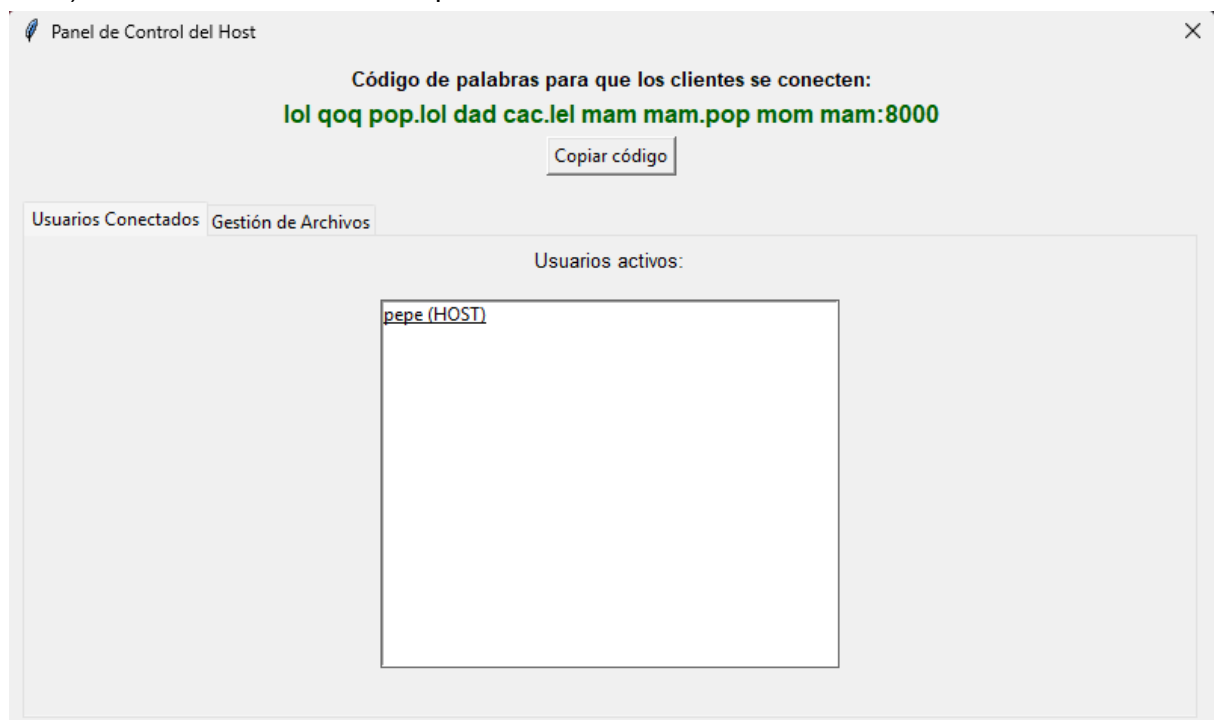 Panel de Control del Host
Código de palabras para que los clientes se conecten:
lol qoq pop.lol dad cac.lel mam mam.pop mom mam:8000
Copiar código
Usuarios Conectados Gestión de Archivos
Usuarios activos:
pepe (HOST)